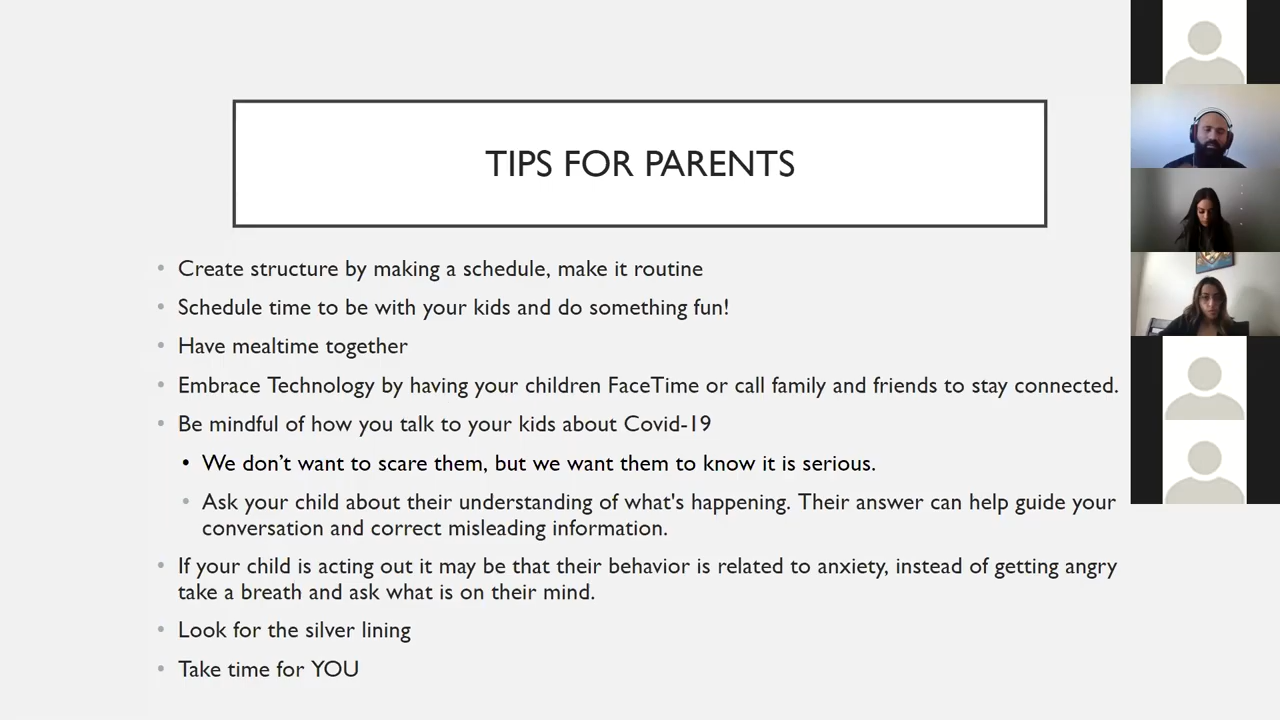 TIPS FOR PARENTS
• Create structure by making a schedule, make it routine
• Schedule time to be with your kids and do something fun!
• Have mealtime together
• Embrace Technology by having your children FaceTime or call family and friends to stay connected.
• Be mindful of how you talk to your kids about Covid-19
• We don’t want to scare them, but we want them to know it is serious.
• Ask your child about their understanding of what's happening. Their answer can help guide your
conversation and correct misleading information.
• If your child is acting out it may be that their behavior is related to anxiety, instead of getting angry
take a breath and ask what is on their mind.
• Look for the silver lining
• Take time for YOU